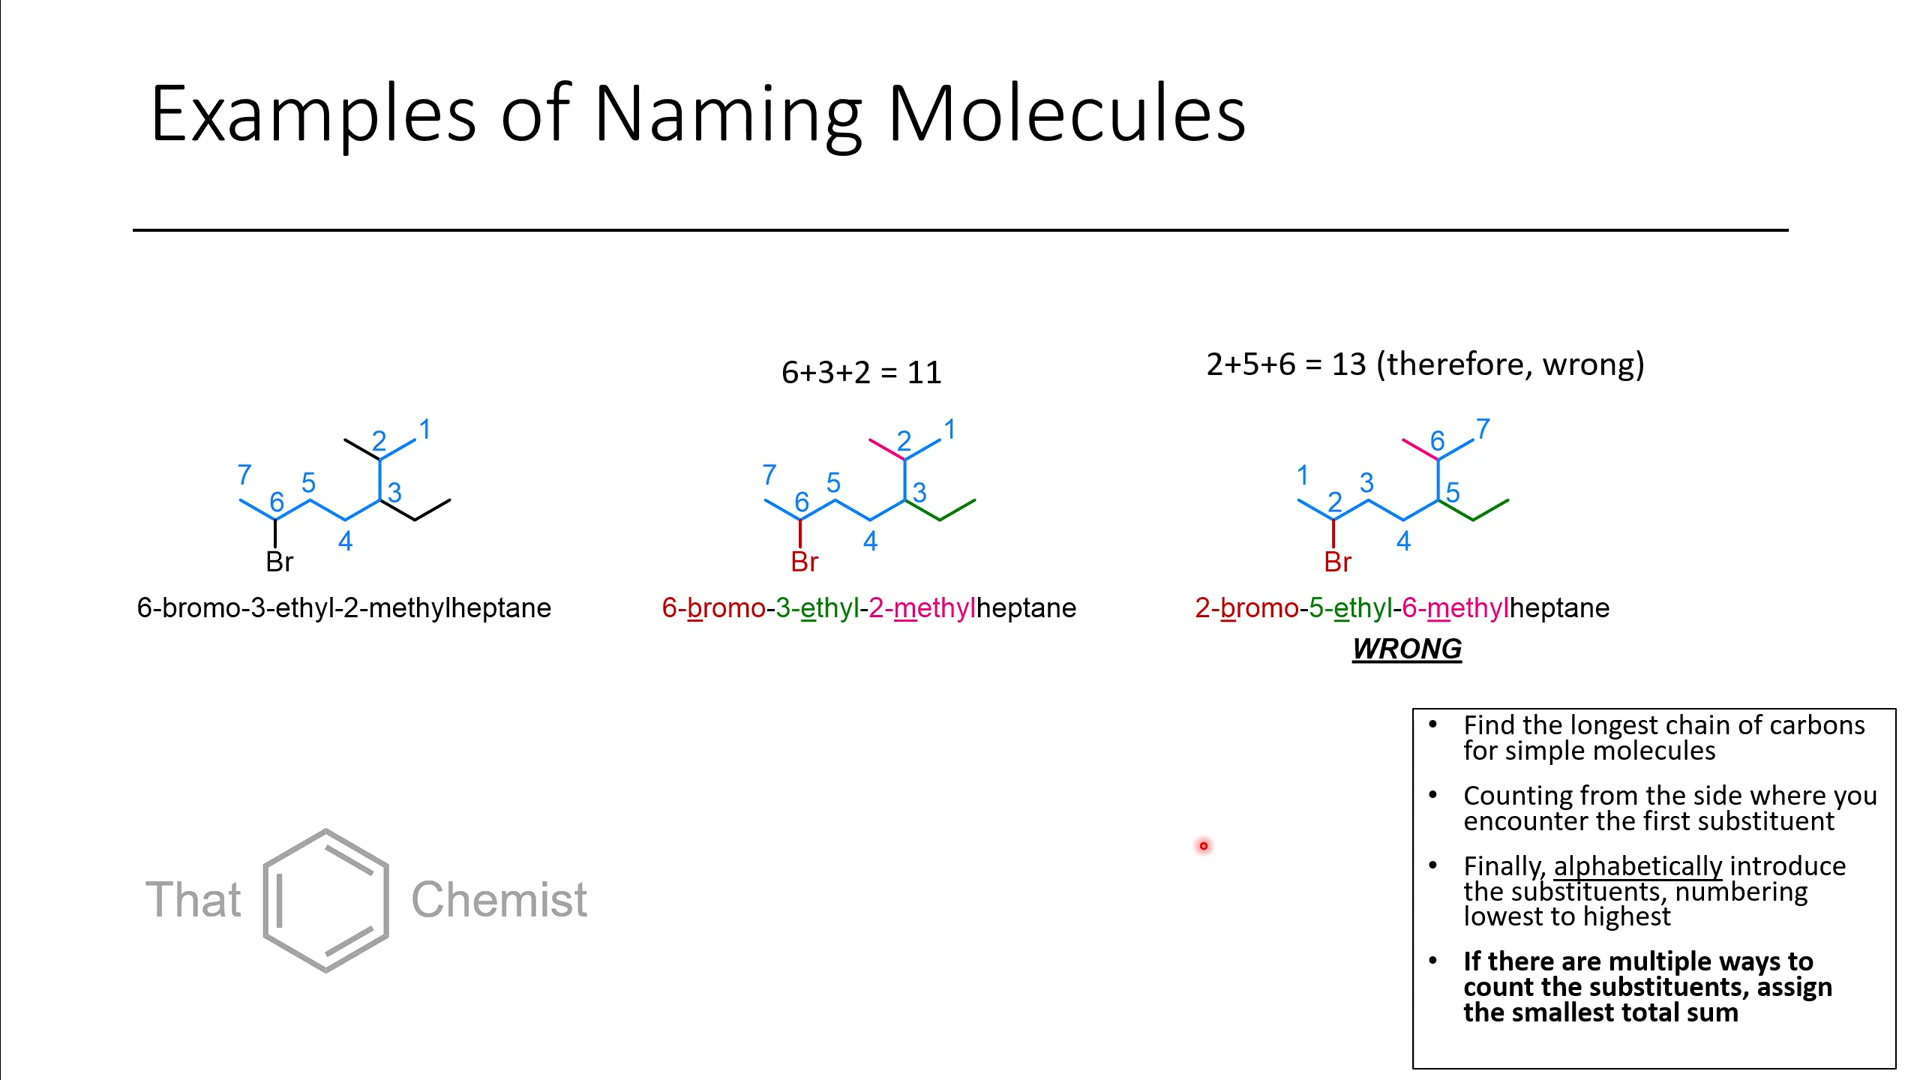 Examples of Naming Molecules
6+3+2 = 11
2+5+6 = 13 (therefore, wrong)
1
2
7
5
3
6
4
Br
6-bromo-3-ethyl-2-methylheptane
1
2
7
5
3
6
4
Br
6-bromo-3-ethyl-2-methylheptane
7
6
1
3
5
2
4
Br
2-bromo-5-ethyl-6-methylheptane
WRONG
• Find the longest chain of carbons
for simple molecules
• Counting from the side where you
encounter the first substituent
• Finally, alphabetically introduce
the substituents, numbering
lowest to highest
• If there are multiple ways to
count the substituents, assign
the smallest total sum
That Chemist